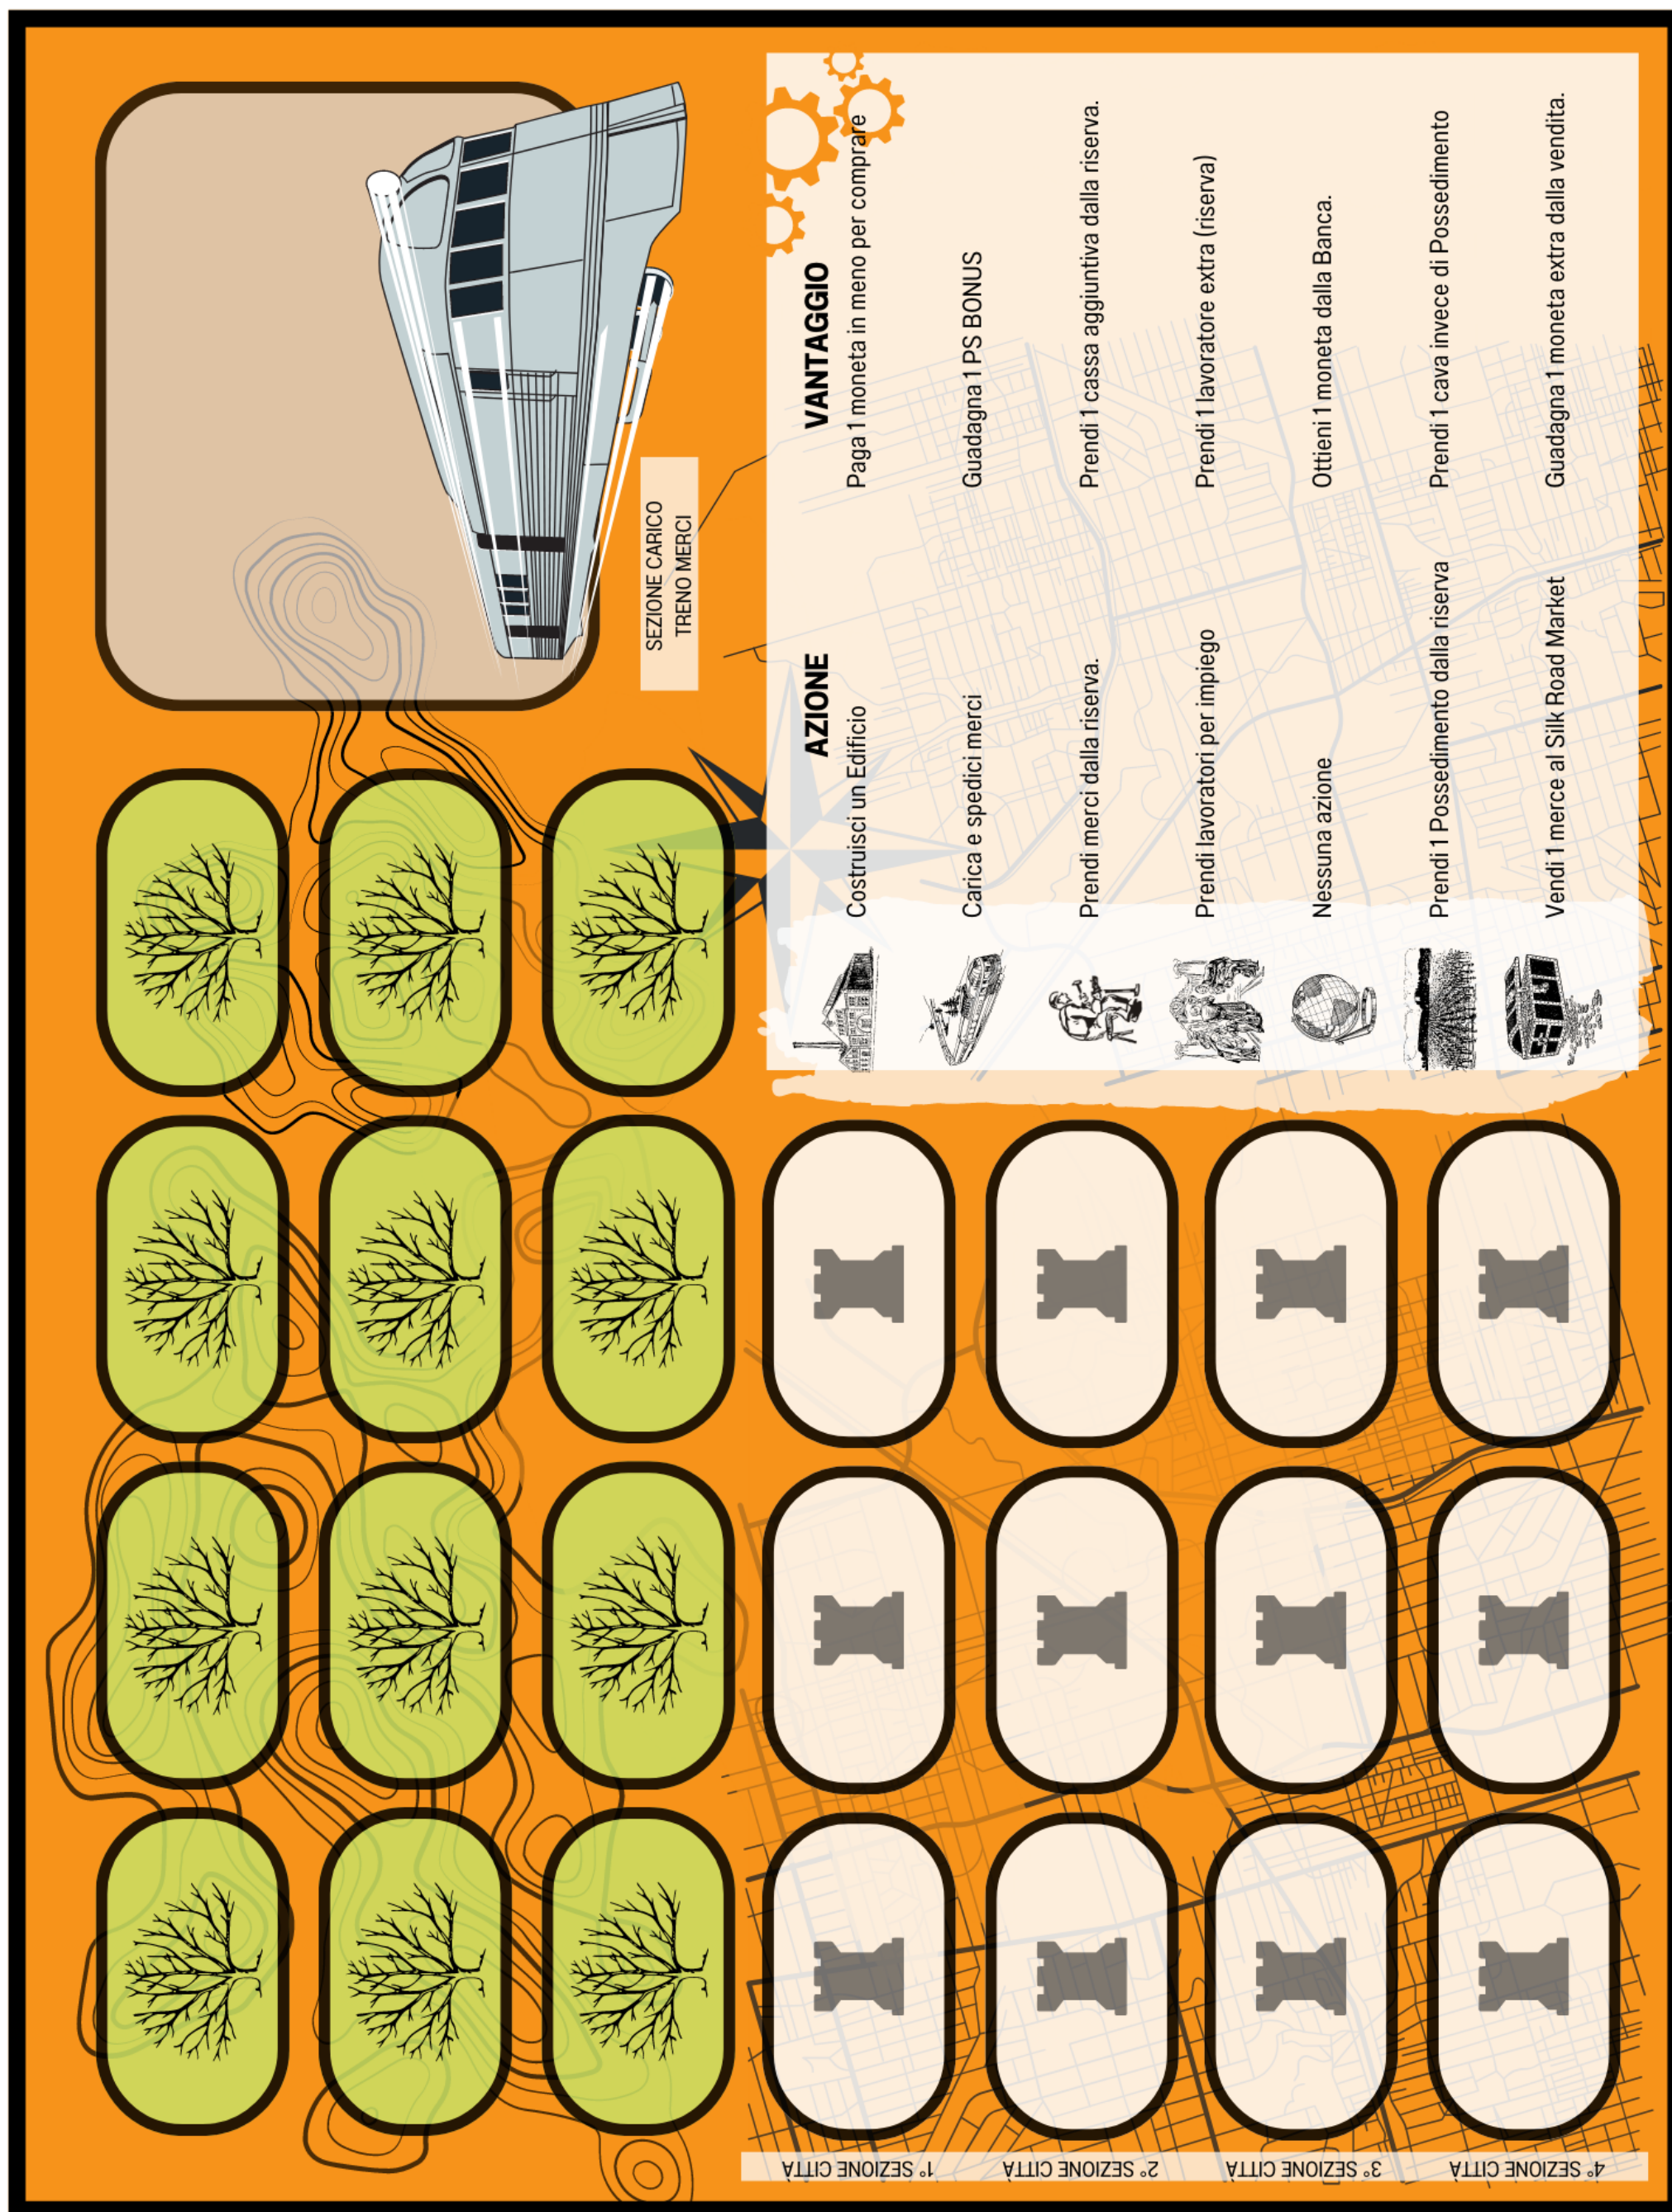 SEZIONE CARICO
TRENO MERCI
AZIONE VANTAGGIO
Costruisci un Edificio Paga 1 moneta in meno per comprare
Carica e spedici merci Guadagna 1 PS BONUS
Prendi merci dalla riserva. Prendi 1 cassa aggiuntiva dalla riserva.
Prendi lavoratori per impiego Prendi 1 lavoratore extra (riserva)
Nessuna azione Ottieni 1 moneta dalla Banca.
Prendi 1 Possedimento dalla riserva Prendi 1 cava invece di Possedimento
Vendi 1 merce al Silk Road Market Guadagna 1 moneta extra dalla vendita.
1° SEZIONE CITTÀ
2° SEZIONE CITTÀ
3° SEZIONE CITTÀ
4° SEZIONE CITTÀ